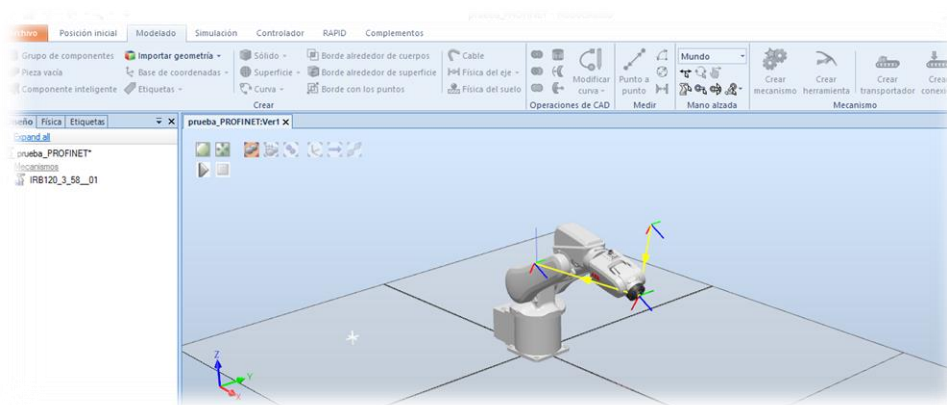 Archivo Posición inicial Modelado Simulación Controlador RAPID Complementos
Grupo de componentes Importar geometría Sólido Borde alrededor de cuerpos Cable Mundo
Pieza vacía Base de coordenadas Superficie Borde alrededor de superficie Física del eje Modificar curva Punto a punto Crear mecanismo Crear herramienta Crear transportador Crear
Componente inteligente Etiquetas Curva Borde con los puntos Física del suelo
Crear Operaciones de CAD Medir Mano alzada Mecanismo
Física Etiquetas prueba_PROFINET:Ver1
Expand all
prueba_PROFINET*
Mecanismos
IRB120_3_58__01
Z
Y
X